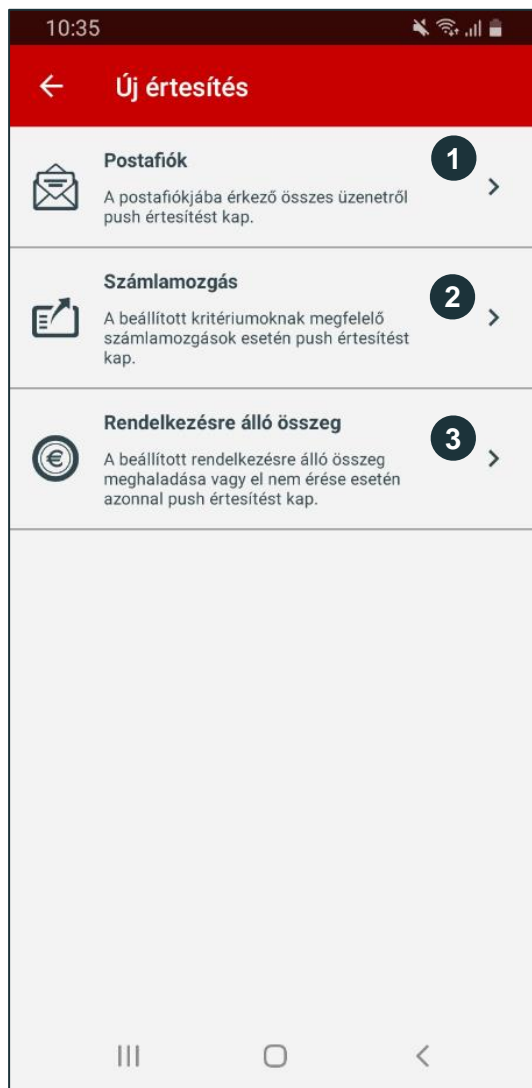 10:35
Új értesítés
Postafiók
1
A postafiókjába érkező összes üzenetről
push értesítést kap.
Számlamozgás
2
A beállított kritériumoknak megfelelő
számlamozgások esetén push értesítést
kap.
Rendelkezésre álló összeg
3
A beállított rendelkezésre álló összeg
meghaladása vagy el nem érése esetén
azonnal push értesítést kap.